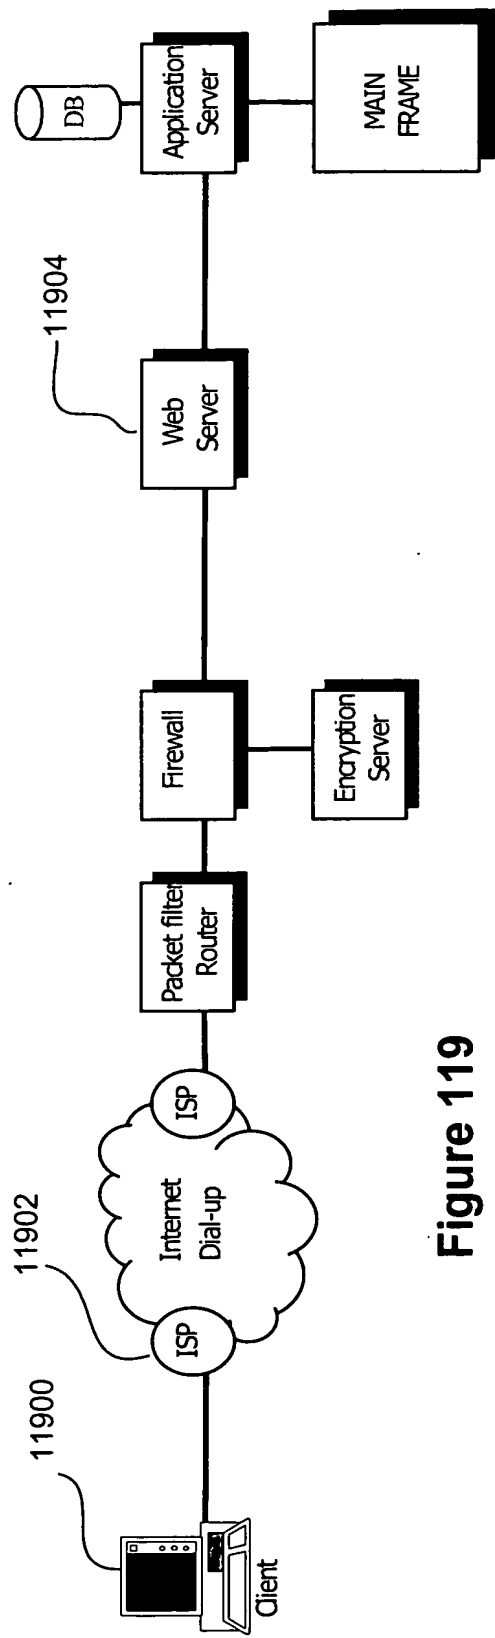 11900
Client
11902
ISP
Internet
Dial-up
ISP
Packet filter
Router
Firewall
Encryption
Server
11904
Web
Server
DB
Application
Server
MAIN
FRAME
Figure 119